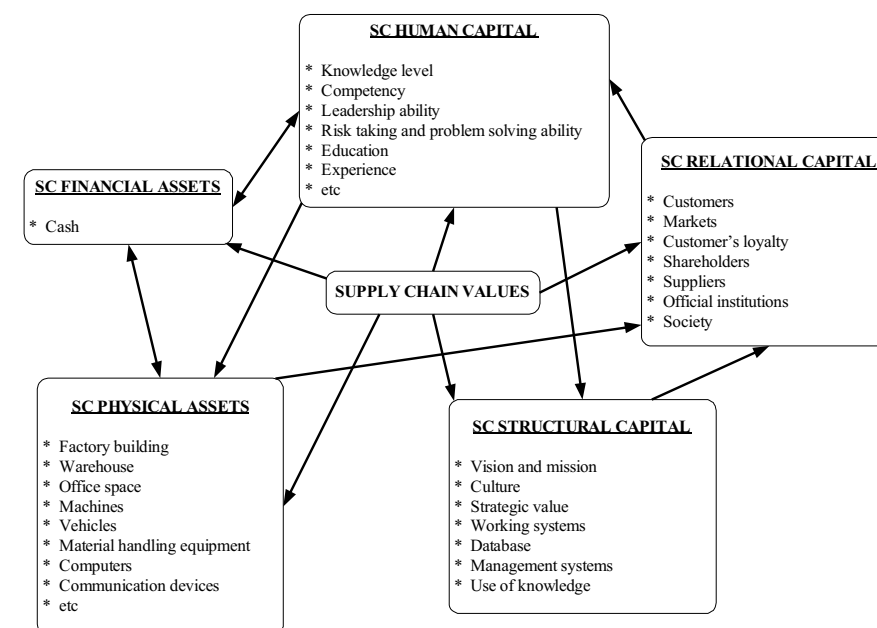 SC HUMAN CAPITAL
* Knowledge level
* Competency
* Leadership ability
* Risk taking and problem solving ability
* Education
* Experience
* etc
SC RELATIONAL CAPITAL
* Customers
* Markets
* Customer’s loyalty
* Shareholders
* Suppliers
* Official institutions
* Society
SC FINANCIAL ASSETS
* Cash
SUPPLY CHAIN VALUES
SC PHYSICAL ASSETS
* Factory building
* Warehouse
* Office space
* Machines
* Vehicles
* Material handling equipment
* Computers
* Communication devices
* etc
SC STRUCTURAL CAPITAL
* Vision and mission
* Culture
* Strategic value
* Working systems
* Database
* Management systems
* Use of knowledge